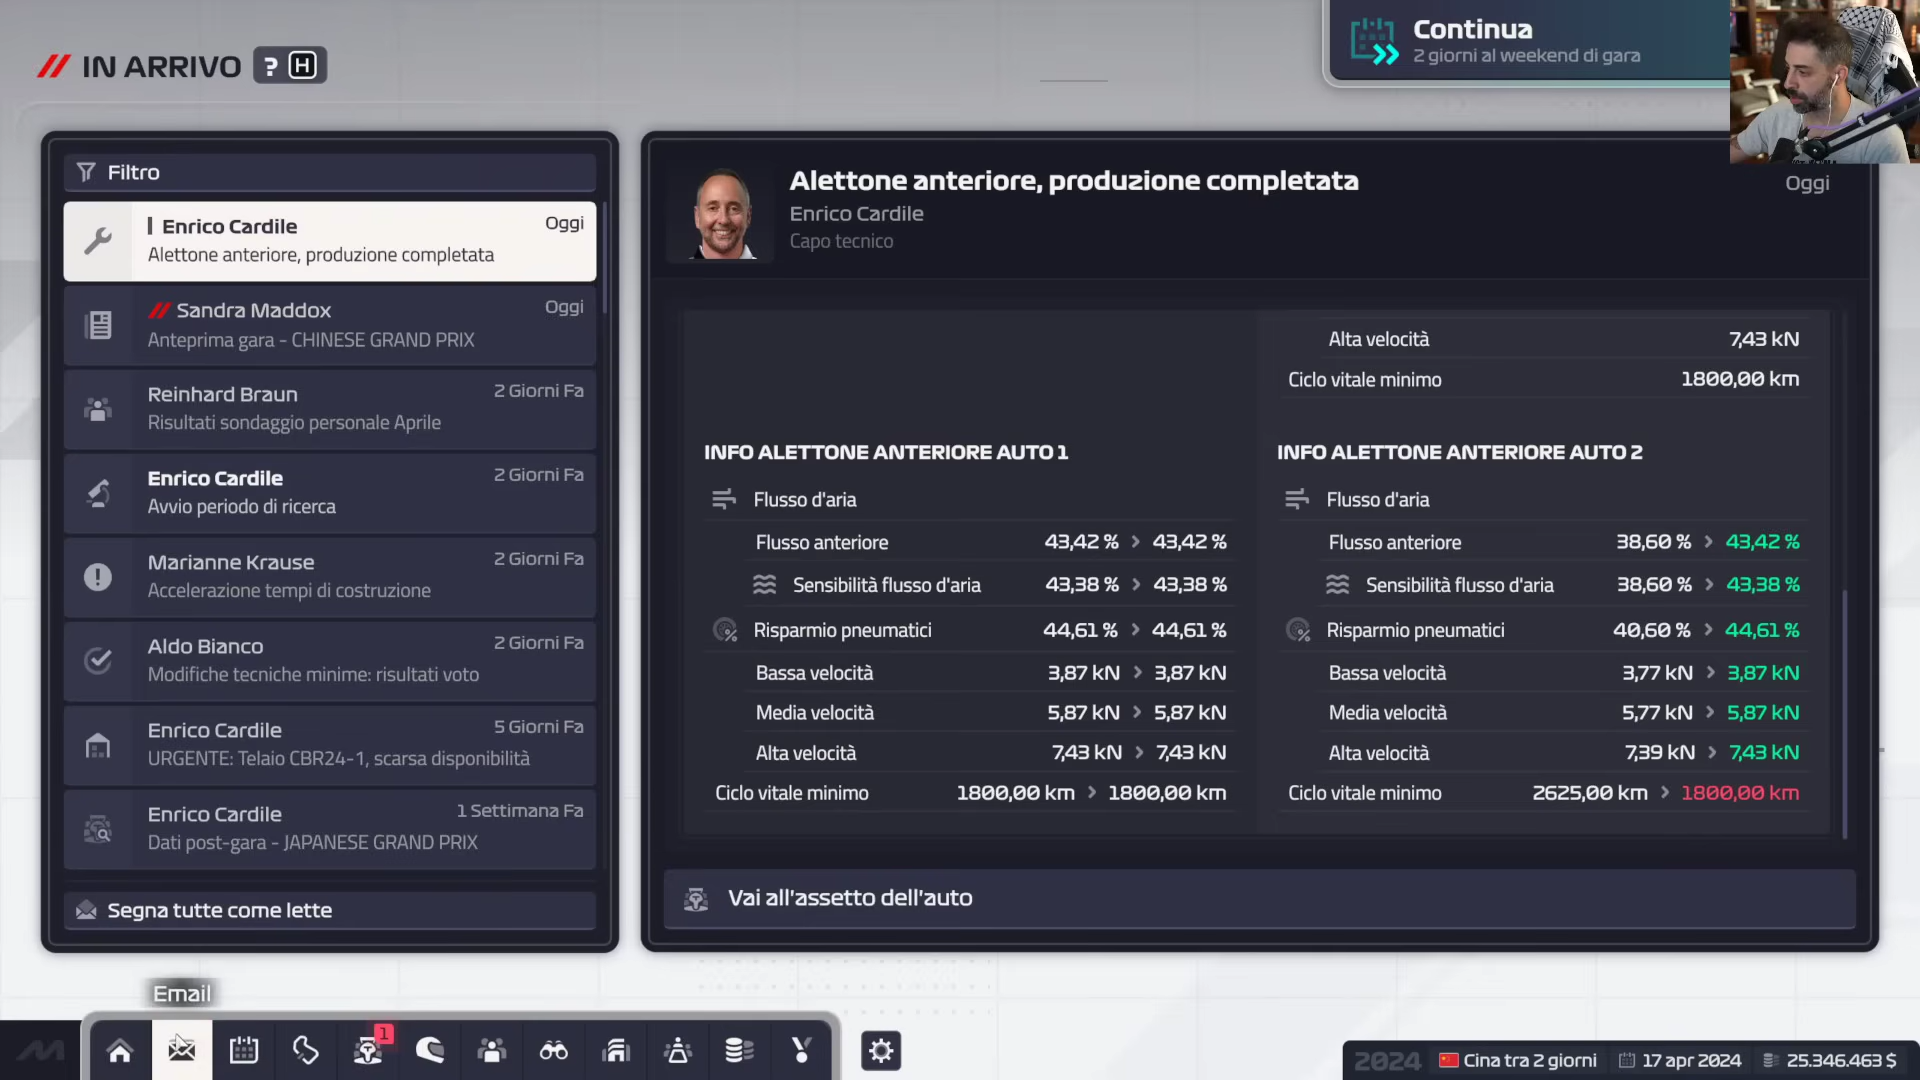 IN ARRIVO ? H
Continua
2 giorni al weekend di gara
Filtro
Enrico Cardile Oggi
Alettone anteriore, produzione completata
Sandra Maddox Oggi
Anteprima gara - CHINESE GRAND PRIX
Reinhard Braun 2 Giorni Fa
Risultati sondaggio personale Aprile
Enrico Cardile 2 Giorni Fa
Avvio periodo di ricerca
Marianne Krause 2 Giorni Fa
Accelerazione tempi di costruzione
Aldo Bianco 2 Giorni Fa
Modifiche tecniche minime: risultati voto
Enrico Cardile 5 Giorni Fa
URGENTE: Telaio CBR24-1, scarsa disponibilità
Enrico Cardile 1 Settimana Fa
Dati post-gara - JAPANESE GRAND PRIX
Segna tutte come lette
Alettone anteriore, produzione completata Oggi
Enrico Cardile
Capo tecnico
Alta velocità 7,43 kN
Ciclo vitale minimo 1800,00 km
INFO ALETTONE ANTERIORE AUTO 1
Flusso d'aria
Flusso anteriore 43,42 % > 43,42 %
Sensibilità flusso d'aria 43,38 % > 43,38 %
Risparmio pneumatici 44,61 % > 44,61 %
Bassa velocità 3,87 kN > 3,87 kN
Media velocità 5,87 kN > 5,87 kN
Alta velocità 7,43 kN > 7,43 kN
Ciclo vitale minimo 1800,00 km > 1800,00 km
INFO ALETTONE ANTERIORE AUTO 2
Flusso d'aria
Flusso anteriore 38,60 % > 43,42 %
Sensibilità flusso d'aria 38,60 % > 43,38 %
Risparmio pneumatici 40,60 % > 44,61 %
Bassa velocità 3,77 kN > 3,87 kN
Media velocità 5,77 kN > 5,87 kN
Alta velocità 7,39 kN > 7,43 kN
Ciclo vitale minimo 2625,00 km > 1800,00 km
Vai all'assetto dell'auto
Email
1
2024 Cina tra 2 giorni 17 apr 2024 25.346.463 $